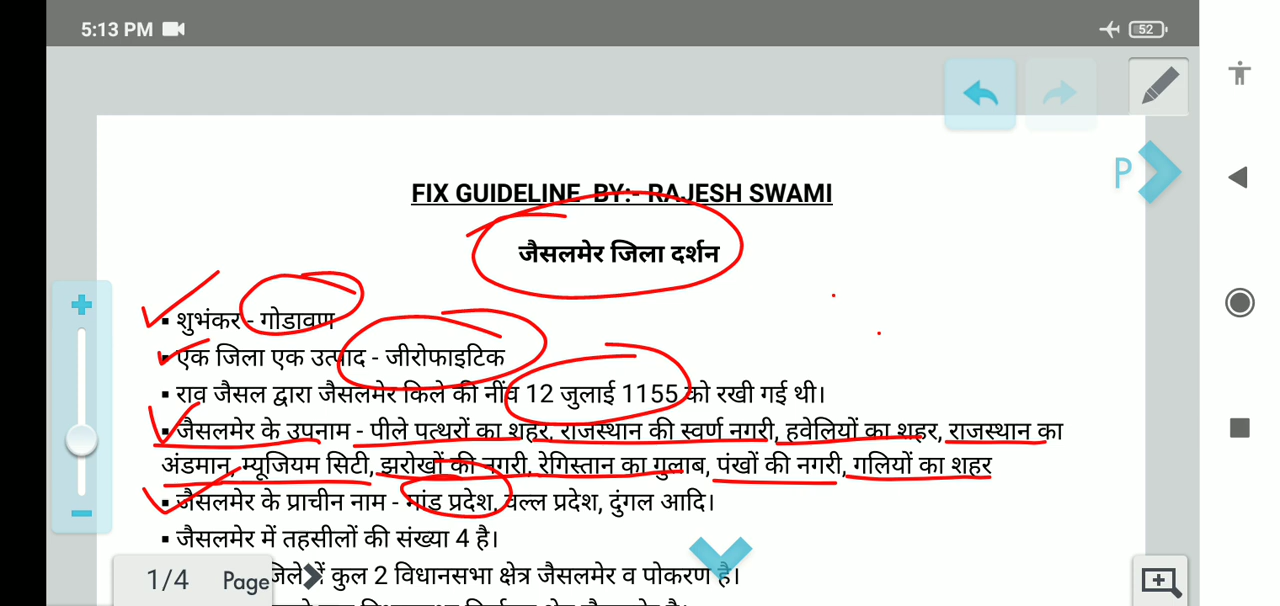 5:13 PM
52
P
FIX GUIDELINE BY:- RAJESH SWAMI
जैसलमेर जिला दर्शन
▪ शुभंकर - गोडावण
▪ एक जिला एक उत्पाद - जीरोफाइटिक
▪ राव जैसल द्वारा जैसलमेर किले की नींव 12 जुलाई 1155 को रखी गई थी।
▪ जैसलमेर के उपनाम - पीले पत्थरों का शहर, राजस्थान की स्वर्ण नगरी, हवेलियों का शहर, राजस्थान का
अंडमान, म्यूजियम सिटी, झरोखों की नगरी, रेगिस्तान का गुलाब, पंखों की नगरी, गलियों का शहर
▪ जैसलमेर के प्राचीन नाम - मांड प्रदेश, वल्ल प्रदेश, दुंगल आदि।
▪ जैसलमेर में तहसीलों की संख्या 4 है।
जिले में कुल 2 विधानसभा क्षेत्र जैसलमेर व पोकरण है।
1/4 Page